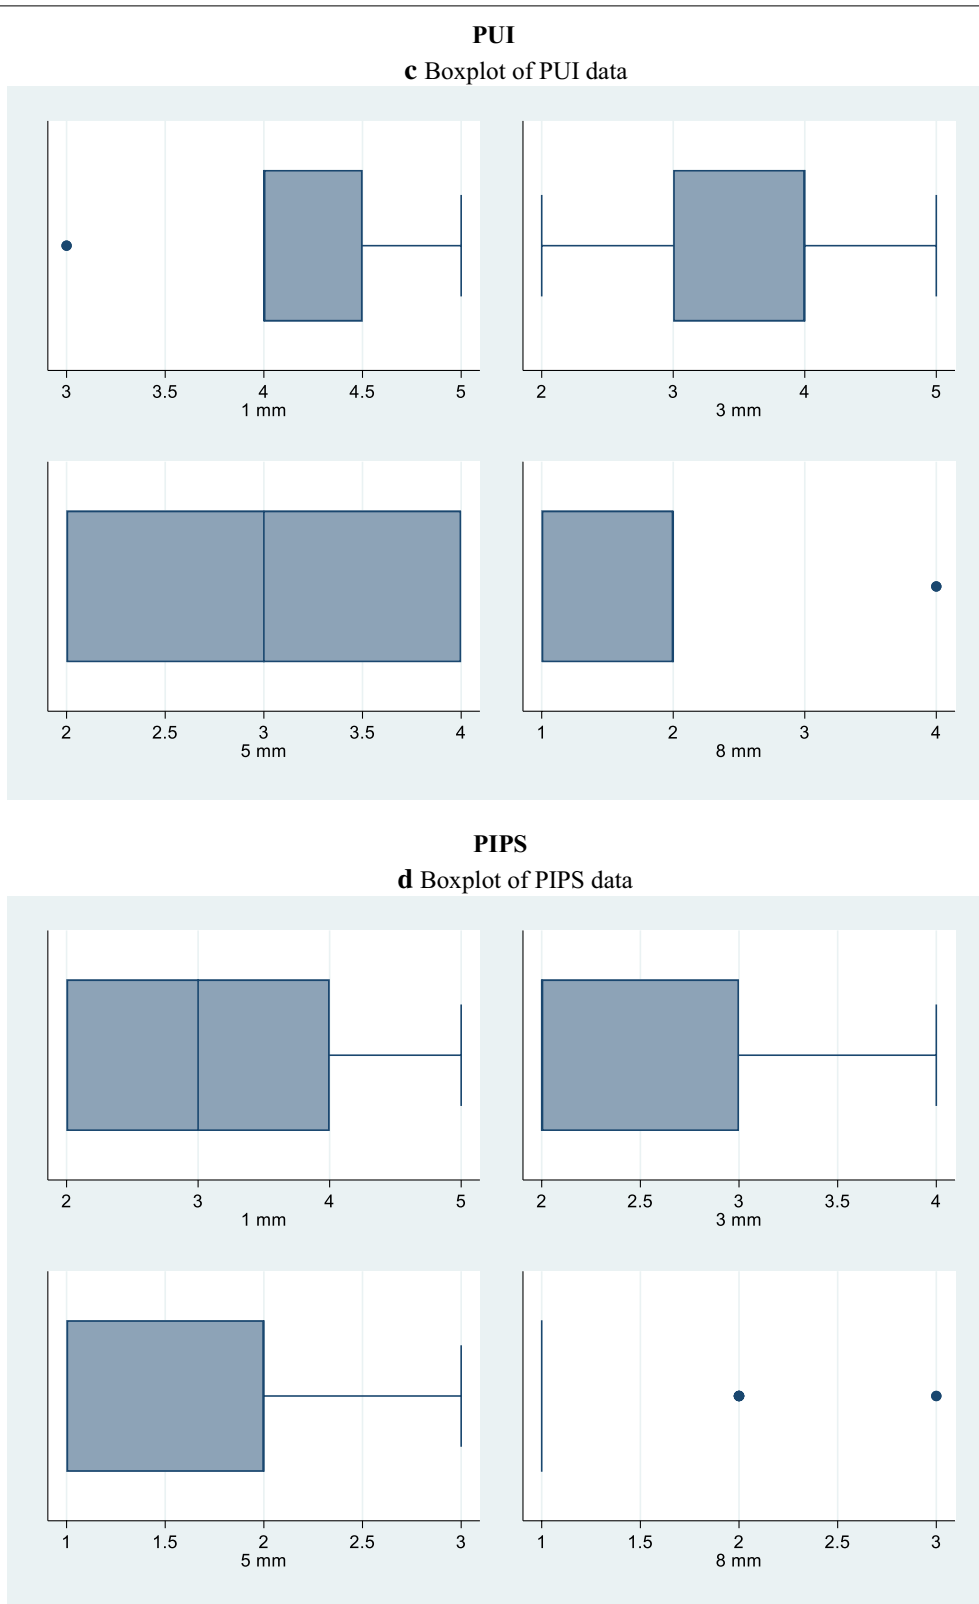 PUI
c Boxplot of PUI data
3 3.5 4 4.5 5
1 mm
2 3 4 5
3 mm
2 2.5 3 3.5 4
5 mm
1 2 3 4
8 mm
PIPS
d Boxplot of PIPS data
2 3 4 5
1 mm
2 2.5 3 3.5 4
3 mm
1 1.5 2 2.5 3
5 mm
1 1.5 2 2.5 3
8 mm